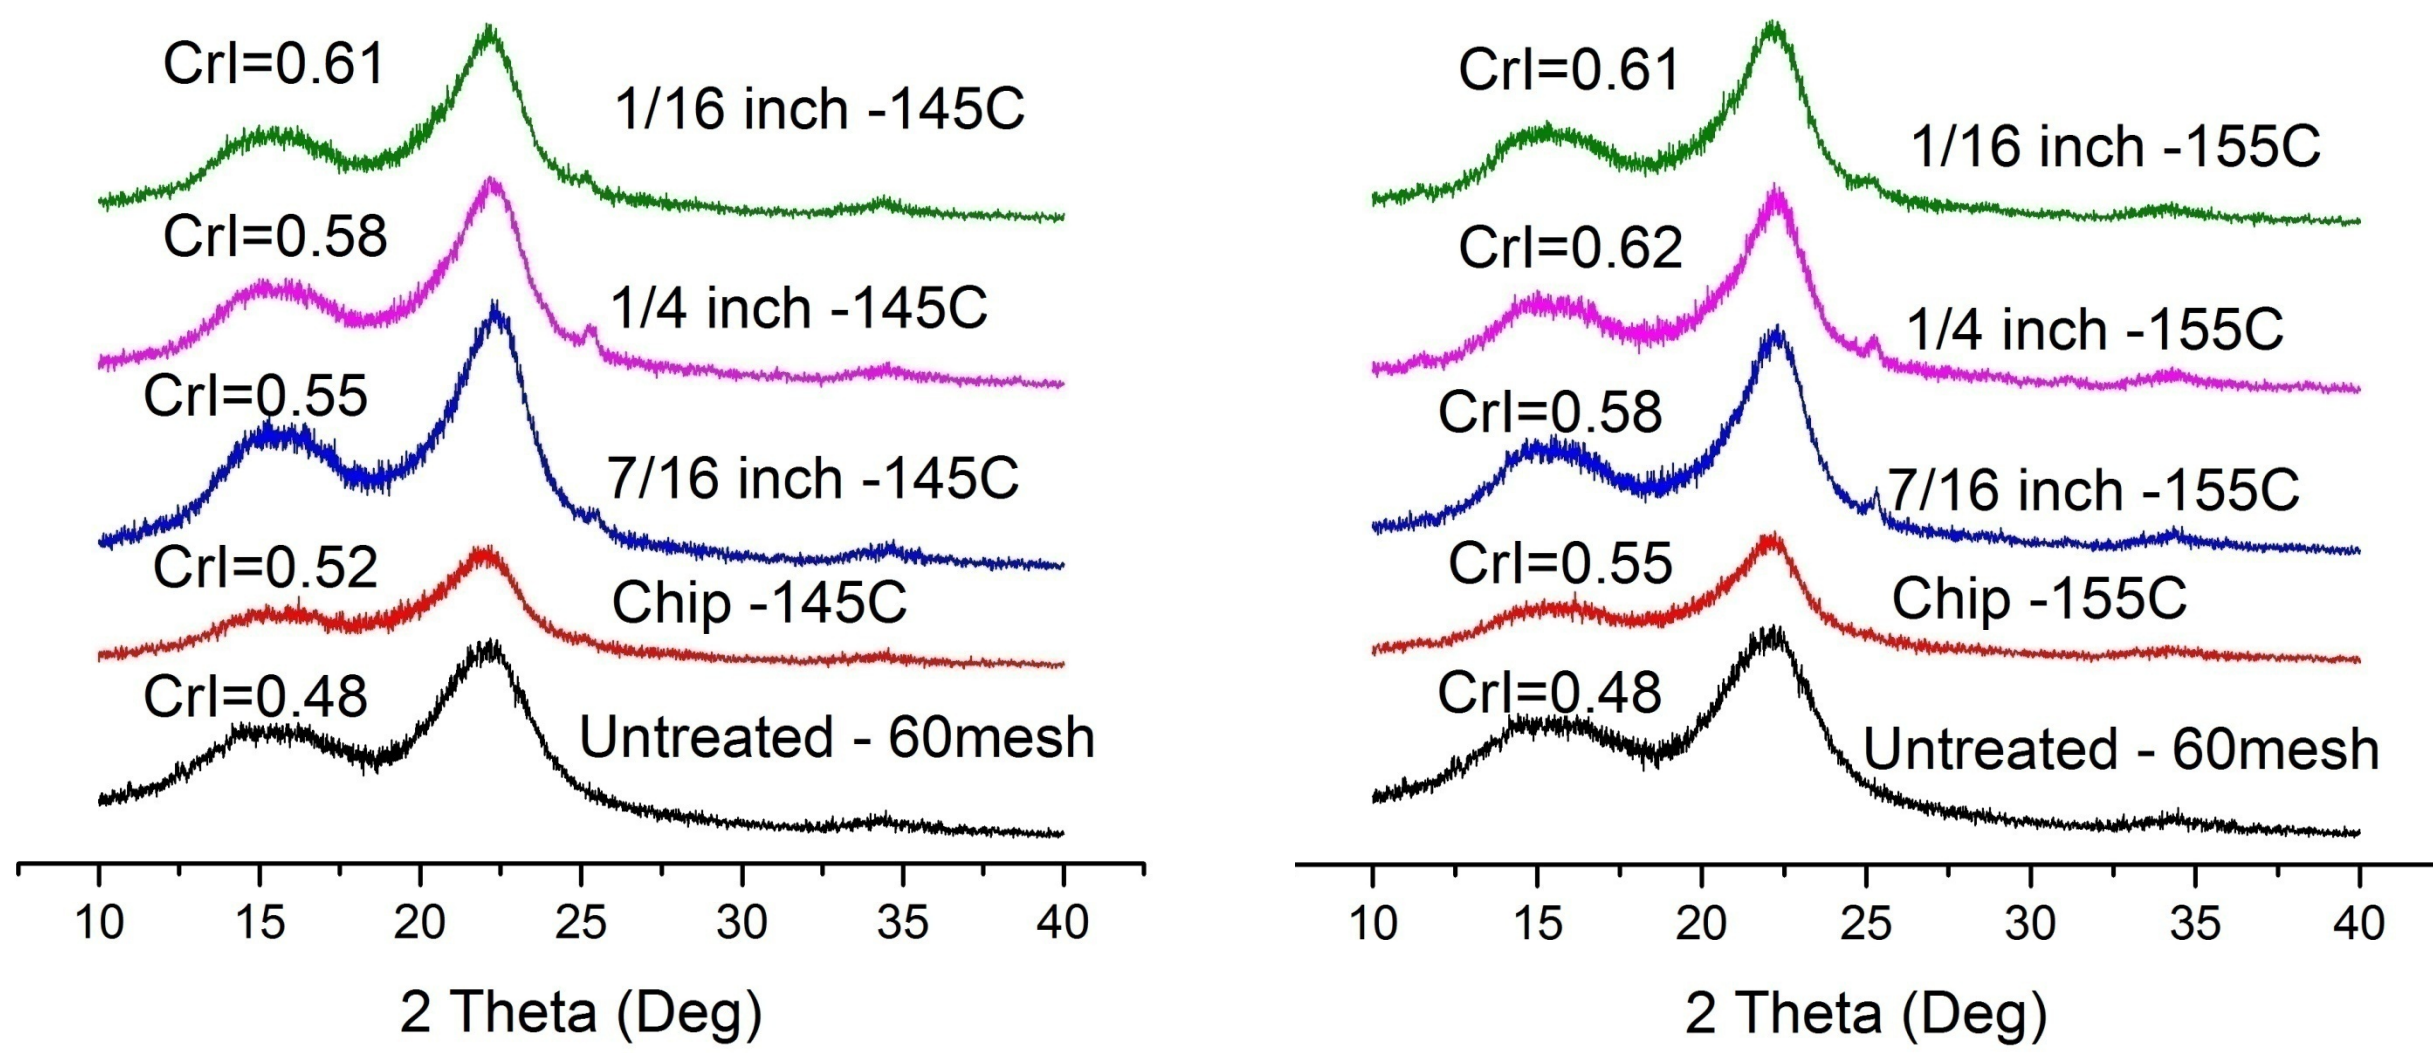 CrI=0.61
1/16 inch -145C
CrI=0.58
1/4 inch -145C
CrI=0.55
7/16 inch -145C
CrI=0.52
Chip -145C
CrI=0.48
Untreated - 60mesh
10 15 20 25 30 35 40
2 Theta (Deg)
CrI=0.61
1/16 inch -155C
CrI=0.62
1/4 inch -155C
CrI=0.58
7/16 inch -155C
CrI=0.55
Chip -155C
CrI=0.48
Untreated - 60mesh
10 15 20 25 30 35 40
2 Theta (Deg)